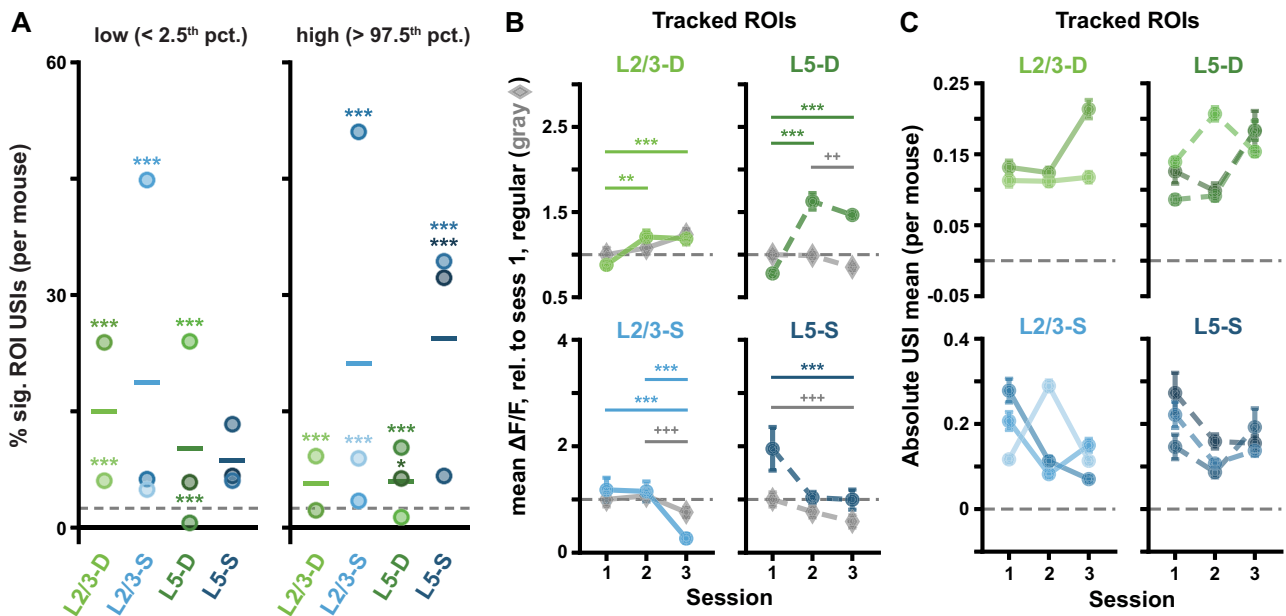 A
low (< 2.5th pct.)
high (> 97.5th pct.)
% sig. ROI USIs (per mouse)
60
30
0
***
***
***
***
***
***
***
***
***
*
***
***
L2/3-D
L2/3-S
L5-D
L5-S
L2/3-D
L2/3-S
L5-D
L5-S
B
Tracked ROIs
mean ΔF/F, rel. to sess 1, regular (gray ◆)
L2/3-D
L5-D
2.5
1.5
0.5
***
**
***
***
++
L2/3-S
L5-S
4
2
0
***
***
+++
***
+++
1 2 3
1 2 3
Session
C
Tracked ROIs
Absolute USI mean (per mouse)
L2/3-D
L5-D
0.25
0.15
0.05
-0.05
L2/3-S
L5-S
0.4
0.2
0
1 2 3
1 2 3
Session